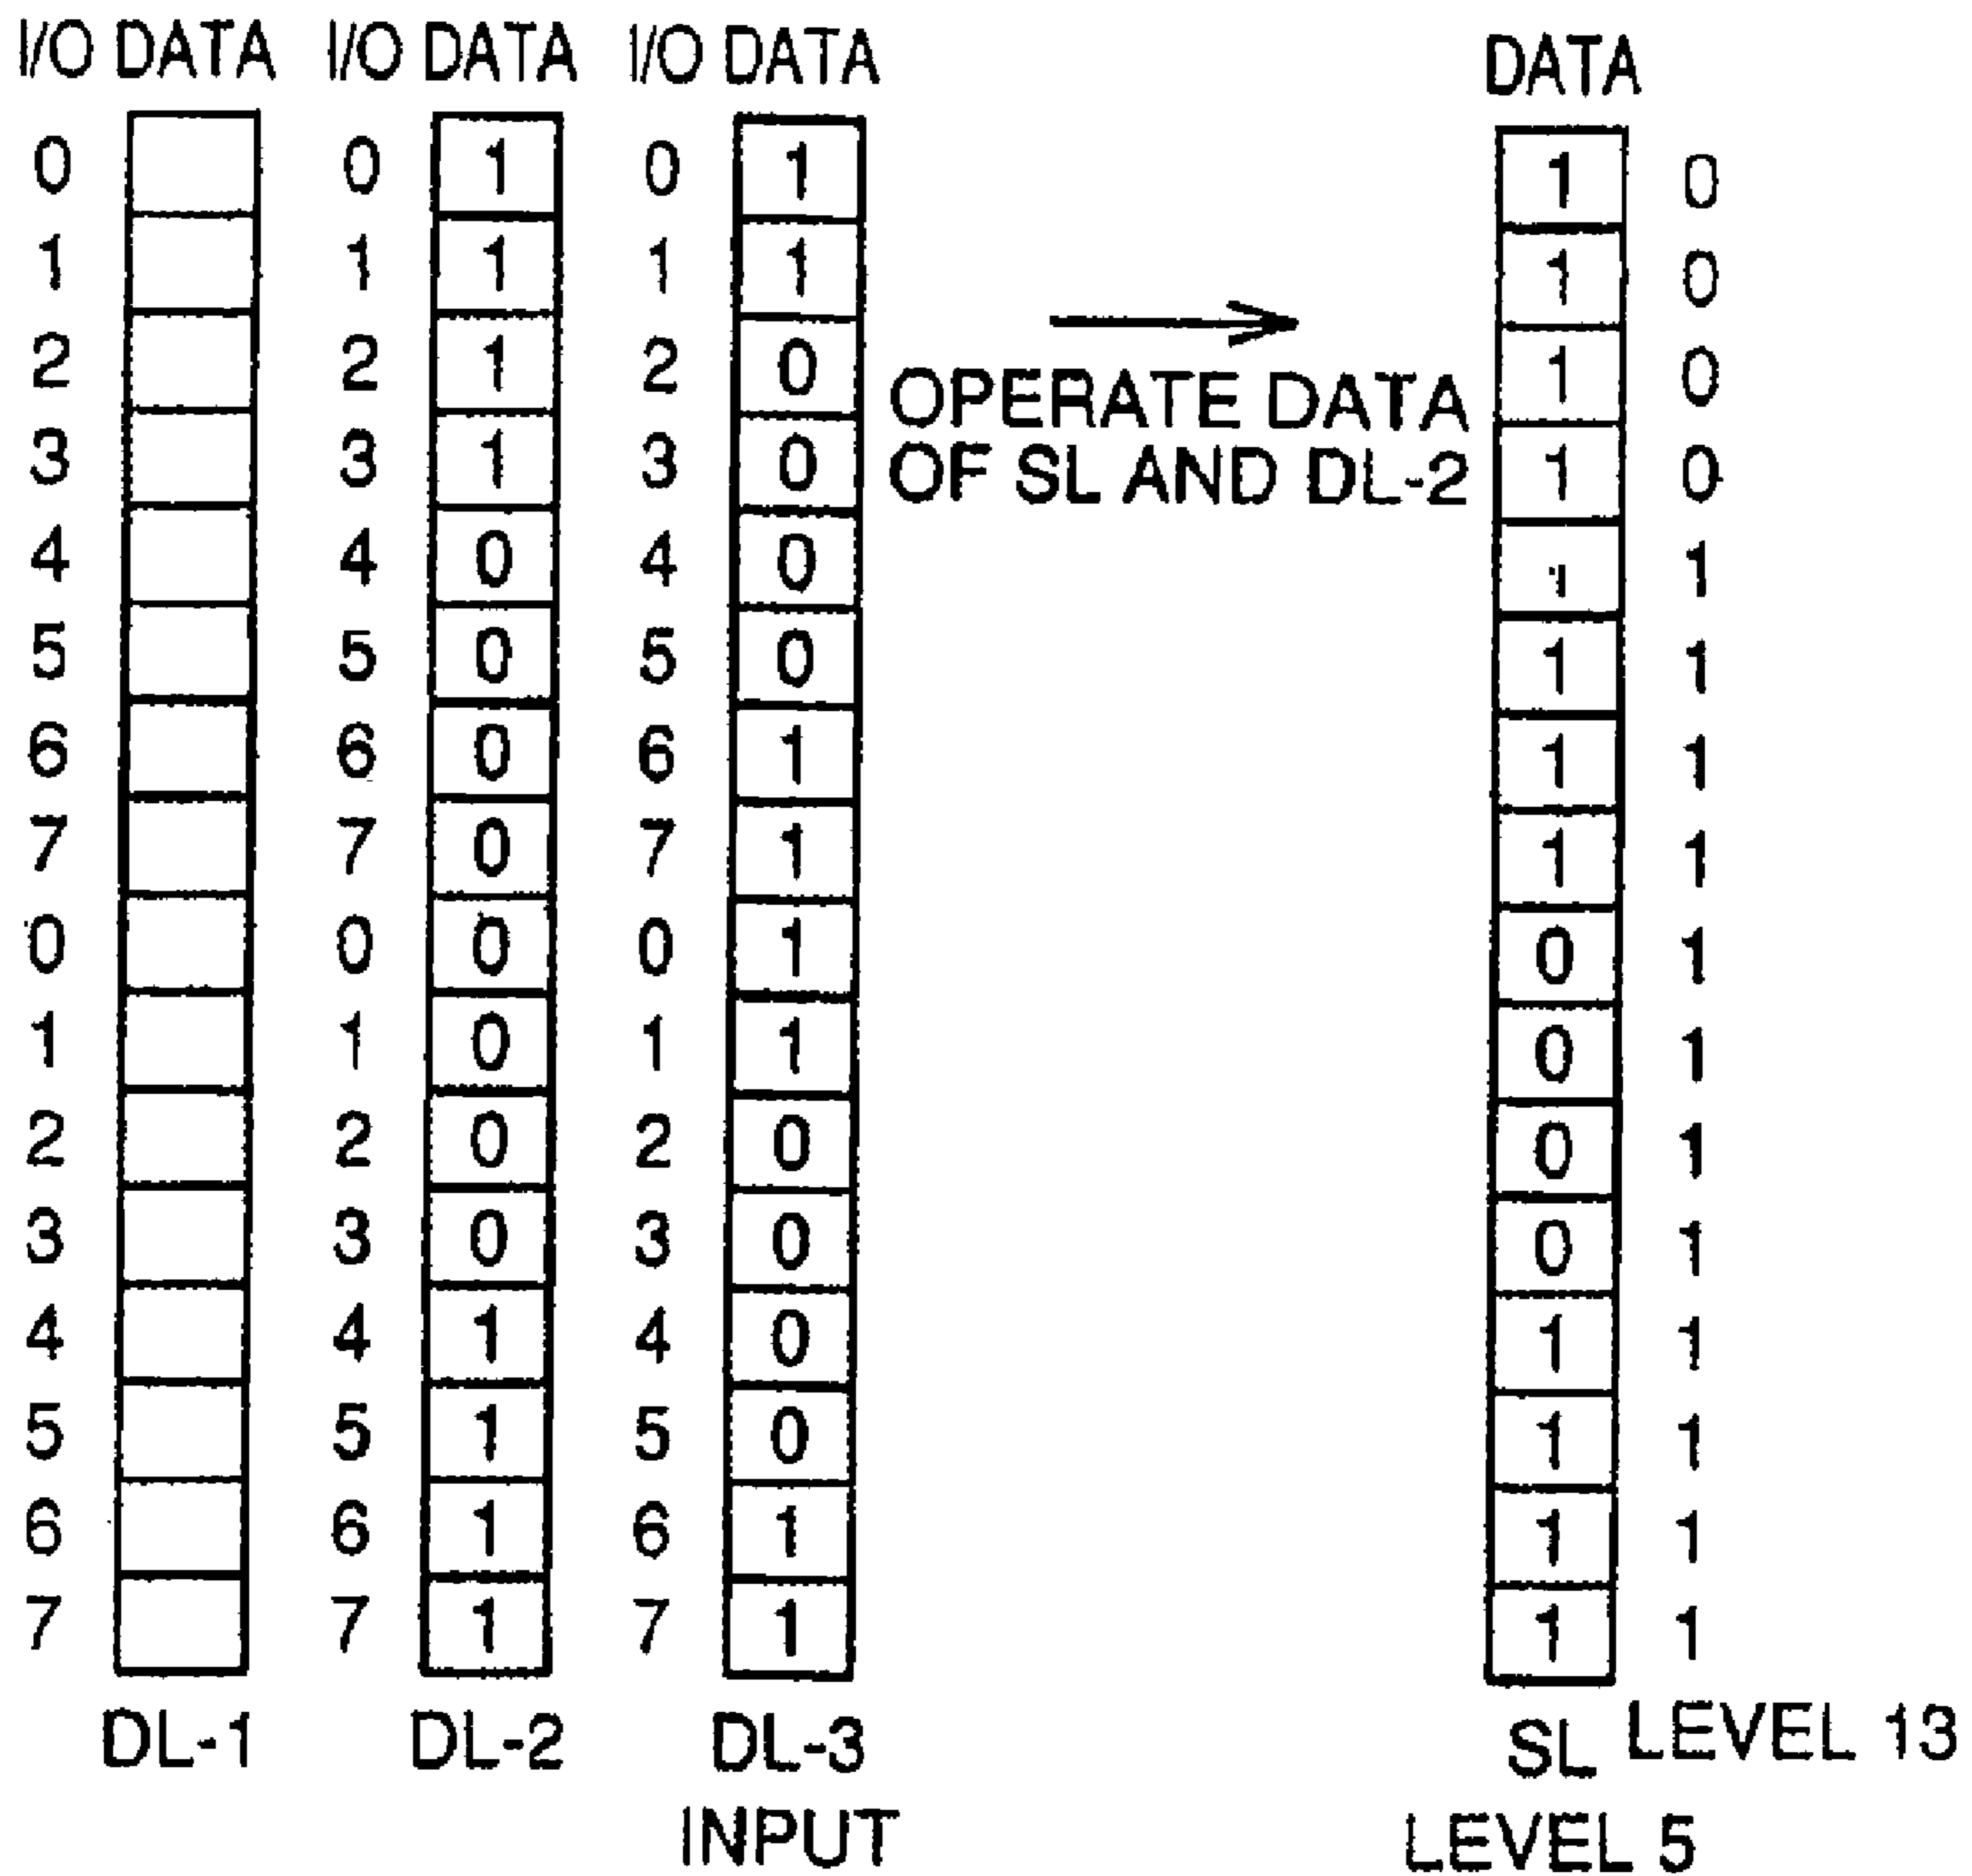 I/O DATA I/O DATA I/O DATA DATA
0 0 1 0 1 1 0
1 1 1 1 1 1 0
2 2 1 2 0 1 0
3 3 1 3 0 1 0
4 4 0 4 0 1
5 5 0 5 0 1 1
6 6 0 6 1 1 1
7 7 0 7 1 1 1
0 0 0 0 1 0 1
1 1 0 1 1 0 1
2 2 0 2 0 0 1
3 3 0 3 0 0 1
4 4 1 4 0 1 1
5 5 1 5 0 1 1
6 6 1 6 1 1 1
7 7 1 7 1 1 1
OPERATE DATA
OF SL AND DL-2
DL-1 DL-2 DL-3 SL LEVEL 13
INPUT LEVEL 5